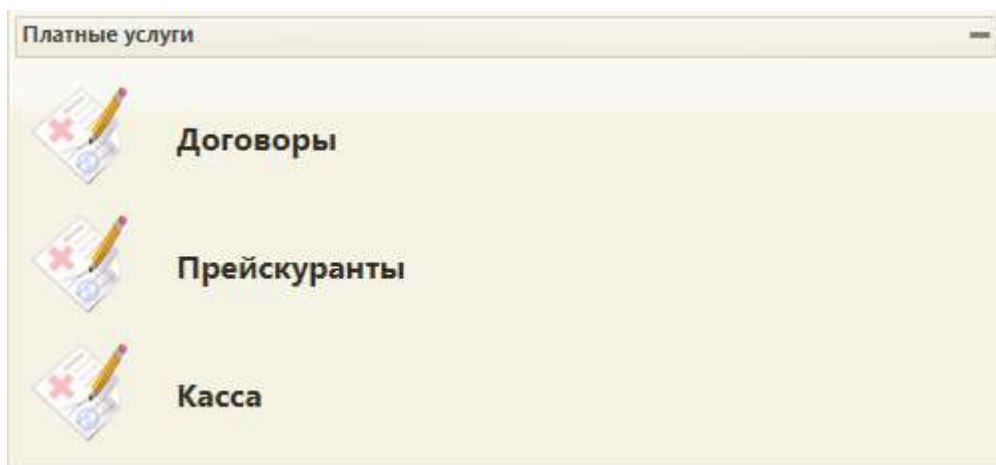 Платные услуги
Договоры
Прейскуранты
Касса